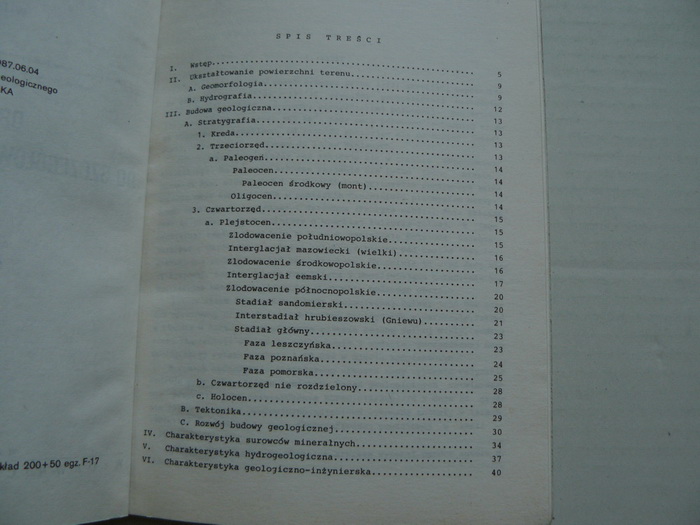 87.06.04
eologicznego
KA
kład 200+50 egz. F-17
SPIS TREŚCI
I. Wstęp 5
II. Ukształtowanie powierzchni terenu 9
A. Geomorfologia 9
B. Hydrografia 12
III. Budowa geologiczna 13
A. Stratygrafia 13
1. Kreda 13
2. Trzeciorzęd 13
a. Paleogen 14
Paleocen 14
Paleocen środkowy (mont) 14
Oligocen 14
3. Czwartorzęd 15
a. Plejstocen 15
Zlodowacenie południowopolskie 15
Interglacjał mazowiecki (wielki) 16
Zlodowacenie środkowopolskie 16
Interglacjał eemski 17
Zlodowacenie północnopolskie 20
Stadiał sandomierski 20
Interstadiał hrubieszowski (Gniewu) 21
Stadiał główny 23
Faza leszczyńska 23
Faza poznańska 24
Faza pomorska 25
b. Czwartorzęd nie rozdzielony 28
c. Holocen 28
B. Tektonika 29
C. Rozwój budowy geologicznej 30
IV. Charakterystyka surowców mineralnych 34
V. Charakterystyka hydrogeologiczna 37
VI. Charakterystyka geologiczno-inżynierska 40